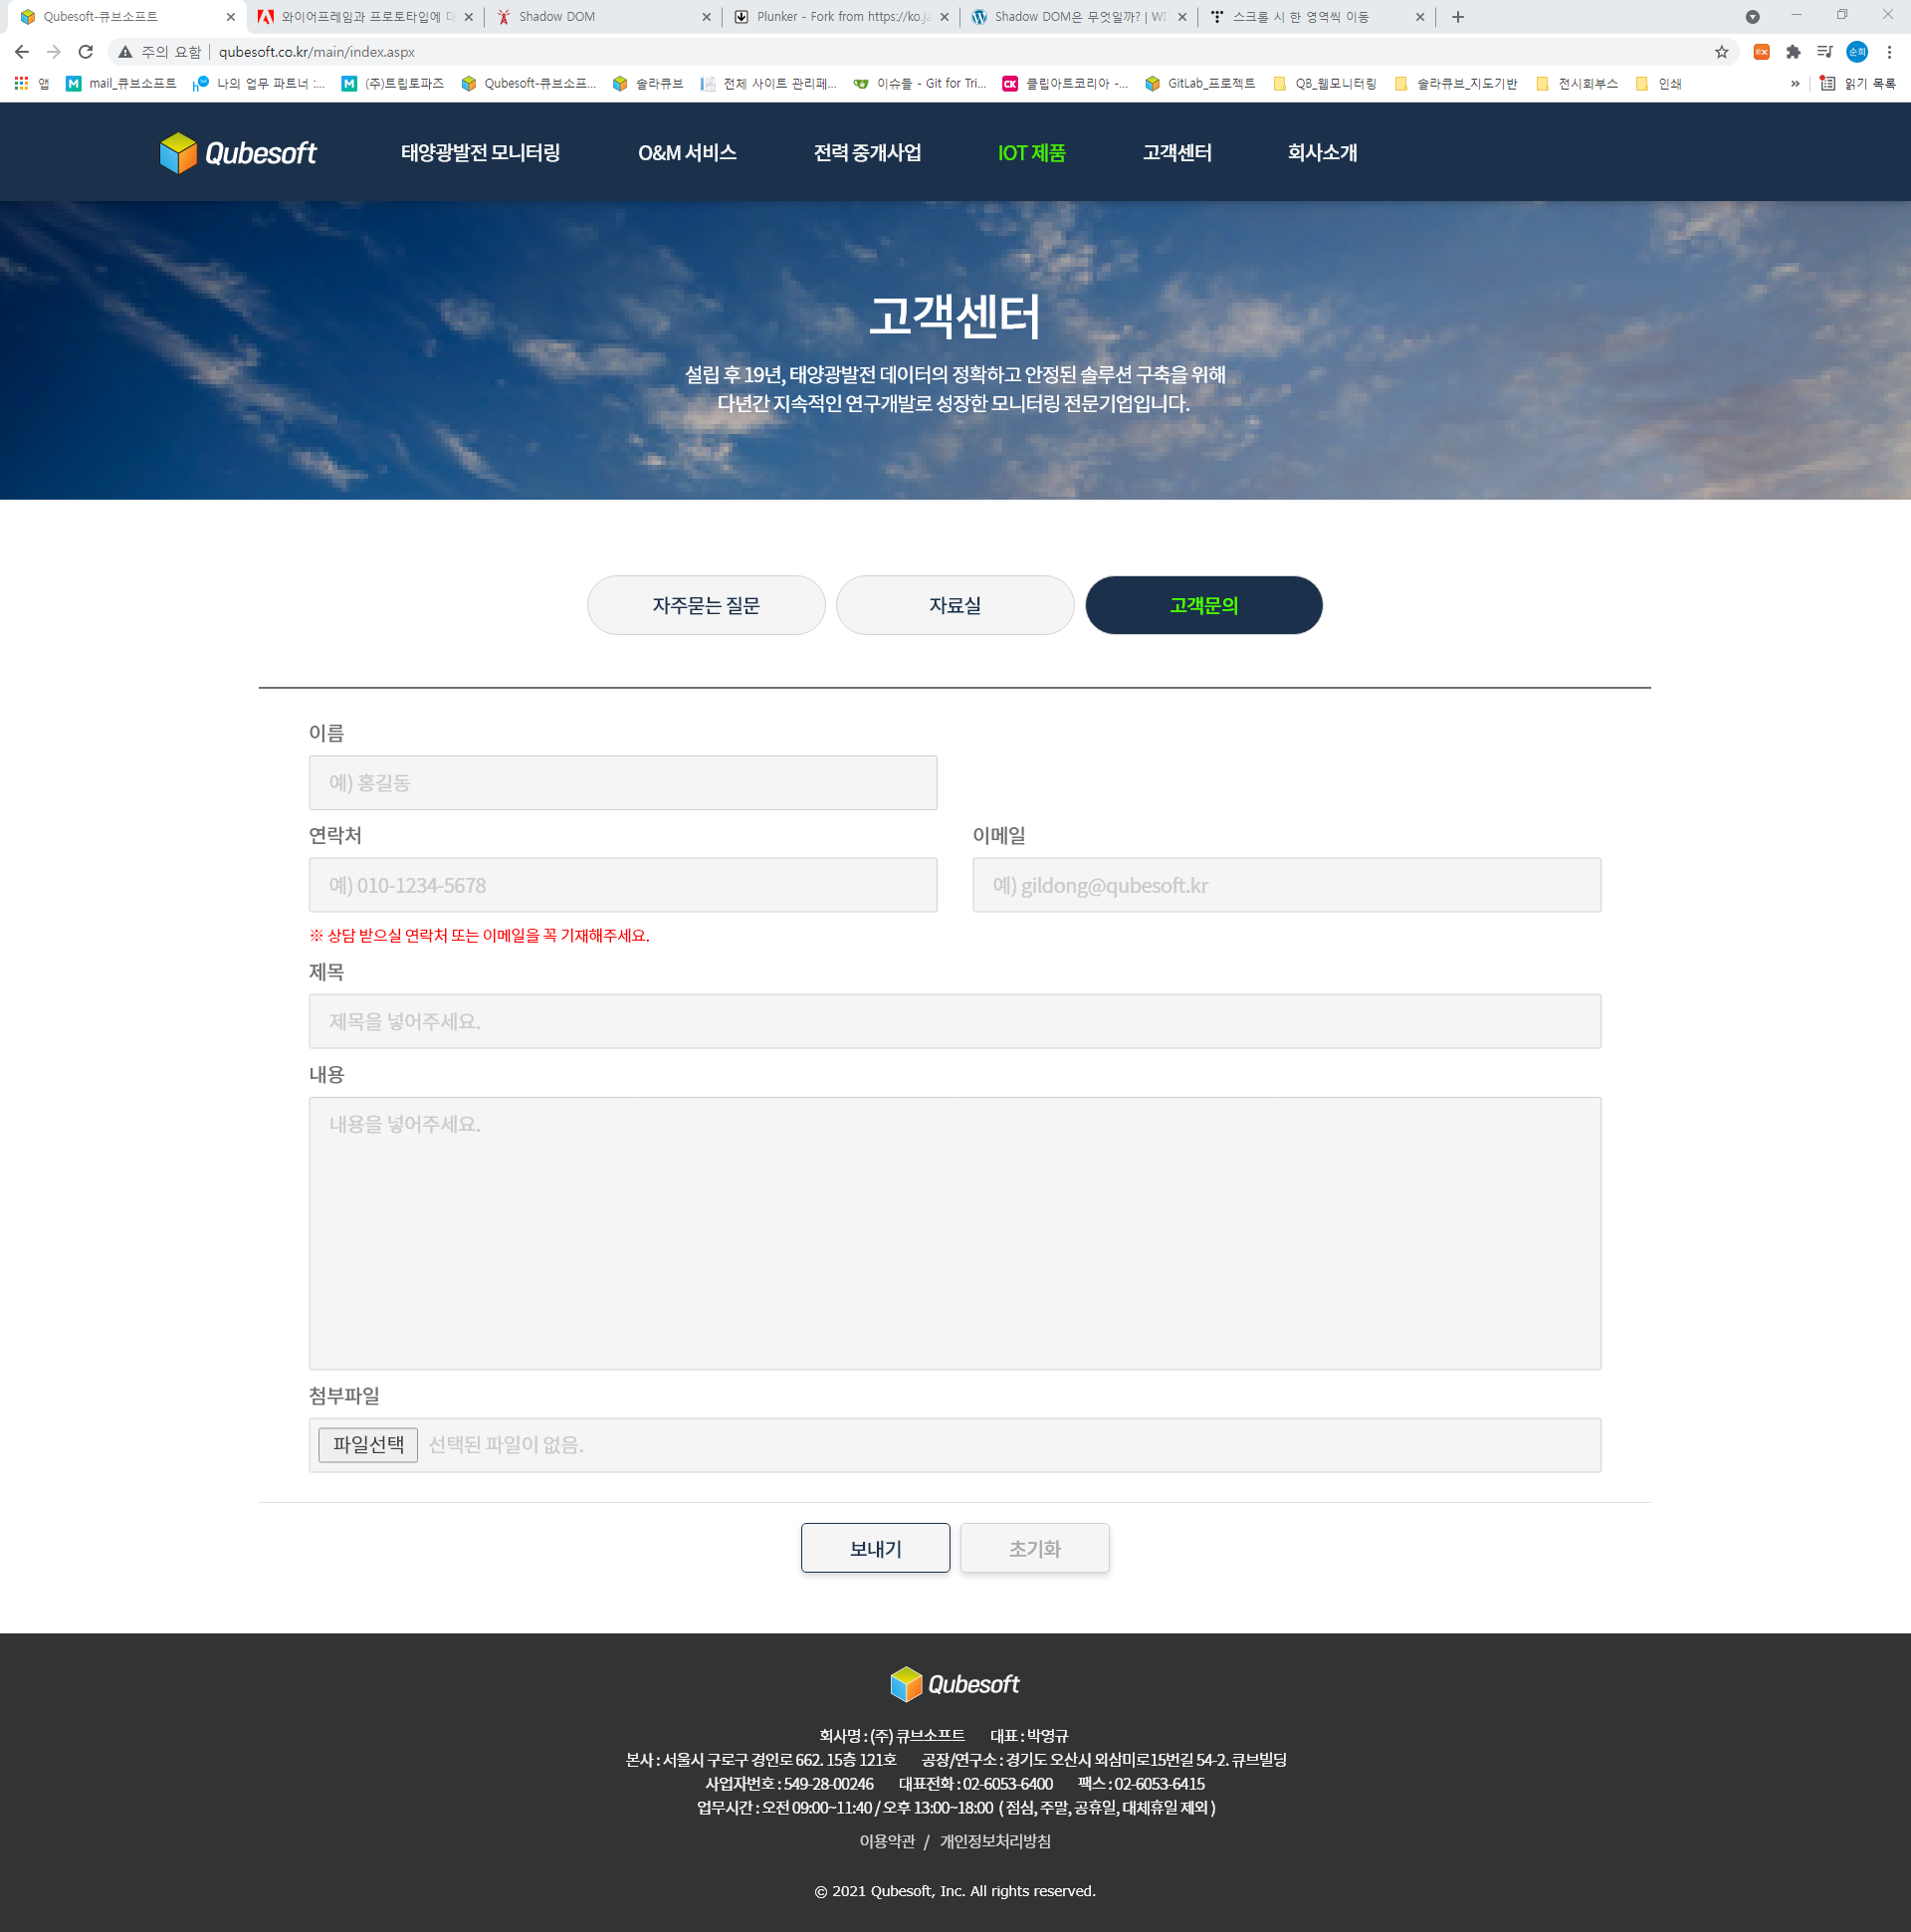 Qubesoft-큐브소프트
와이어프레임과 프로토타입에 대
Shadow DOM
Plunker - Fork from https://ko.ja
Shadow DOM은 무엇일까? | WI
스크롤 시 한 영역씩 이동
주의 요함 | qubesoft.co.kr/main/index.aspx
EX
순희
앱
mail_큐브소프트
나의 업무 파트너 :...
(주)트립토파즈
Qubesoft-큐브소프...
솔라큐브
전체 사이트 관리페...
이슈들 - Git for Tri...
클립아트코리아 -...
GitLab_프로젝트
QB_웹모니터링
솔라큐브_지도기반
전시회부스
인쇄
»
읽기 목록
Qubesoft
태양광발전 모니터링
O&M 서비스
전력 중개사업
IOT 제품
고객센터
회사소개
고객센터
설립 후 19년, 태양광발전 데이터의 정확하고 안정된 솔루션 구축을 위해
다년간 지속적인 연구개발로 성장한 모니터링 전문기업입니다.
자주묻는 질문
자료실
고객문의
이름
예) 홍길동
연락처
이메일
예) 010-1234-5678
예) gildong@qubesoft.kr
※ 상담 받으실 연락처 또는 이메일을 꼭 기재해주세요.
제목
제목을 넣어주세요.
내용
내용을 넣어주세요.
첨부파일
파일선택 선택된 파일이 없음.
보내기
초기화
Qubesoft
회사명 : (주) 큐브소프트 대표 : 박영규
본사 : 서울시 구로구 경인로 662. 15층 121호 공장/연구소 : 경기도 오산시 외삼미로15번길 54-2. 큐브빌딩
사업자번호 : 549-28-00246 대표전화 : 02-6053-6400 팩스 : 02-6053-6415
업무시간 : 오전 09:00~11:40 / 오후 13:00~18:00 ( 점심, 주말, 공휴일, 대체휴일 제외 )
이용약관 / 개인정보처리방침
© 2021 Qubesoft, Inc. All rights reserved.